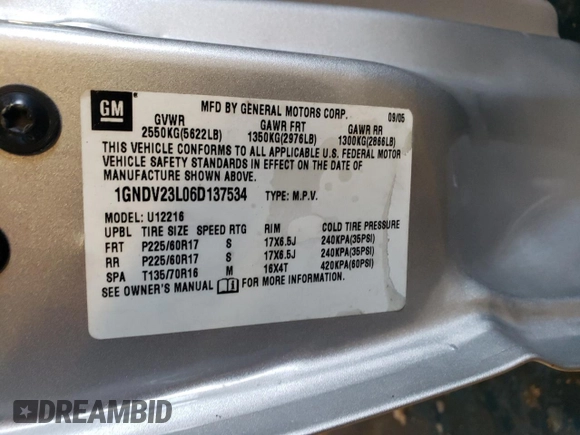 GM
MFD BY GENERAL MOTORS CORP. 09/05
GVWR GAWR FRT GAWR RR
2550KG(5622LB) 1350KG(2976LB) 1300KG(2866LB)
THIS VEHICLE CONFORMS TO ALL APPLICABLE U.S. FEDERAL MOTOR
VEHICLE SAFETY STANDARDS IN EFFECT ON THE DATE OF
MANUFACTURE SHOWN ABOVE.
1GNDV23L06D137534 TYPE: M.P.V.
MODEL: U12216
UPBL TIRE SIZE SPEED RTG RIM COLD TIRE PRESSURE
FRT P225/60R17 S 17X6.5J 240KPA(35PSI)
RR P225/60R17 S 17X6.5J 240KPA(35PSI)
SPA T135/70R16 M 16X4T 420KPA(60PSI)
SEE OWNER'S MANUAL FOR MORE INFORMATION.
DREAMBID